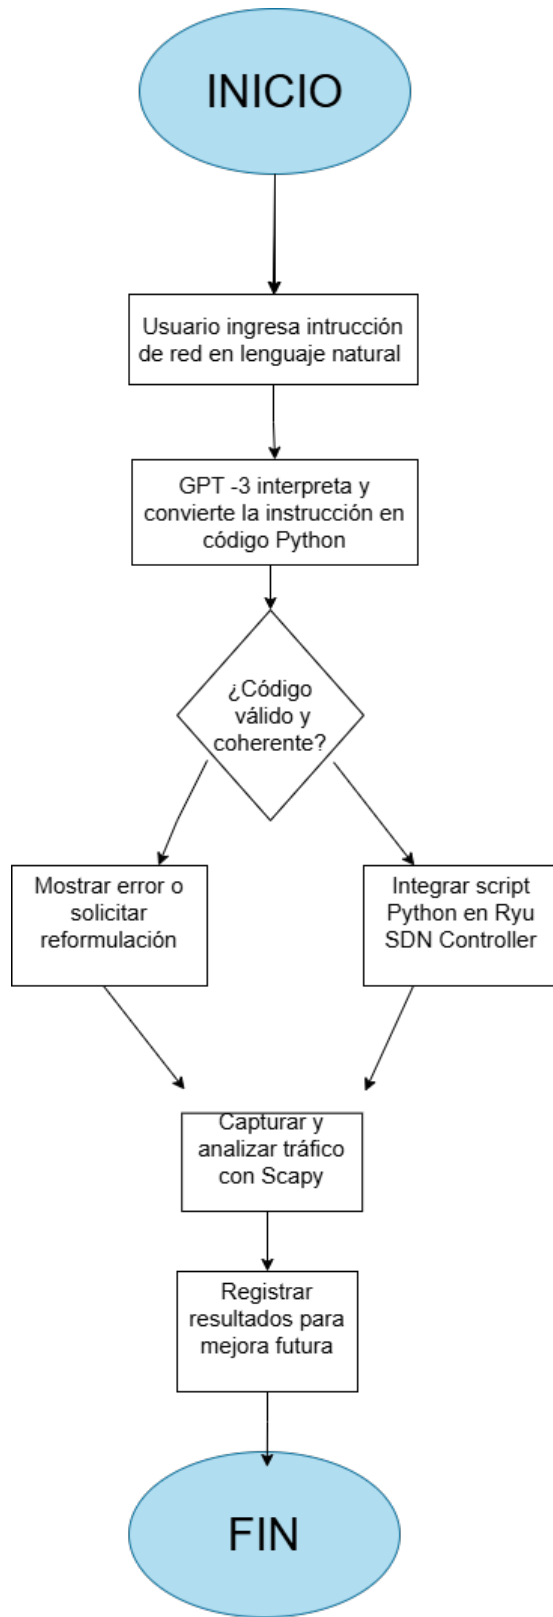 INICIO
Usuario ingresa intrucción
de red en lenguaje natural
GPT -3 interpreta y
convierte la instrucción en
código Python
¿Código
válido y
coherente?
Mostrar error o
solicitar
reformulación
Integrar script
Python en Ryu
SDN Controller
Capturar y
analizar tráfico
con Scapy
Registrar
resultados para
mejora futura
FIN